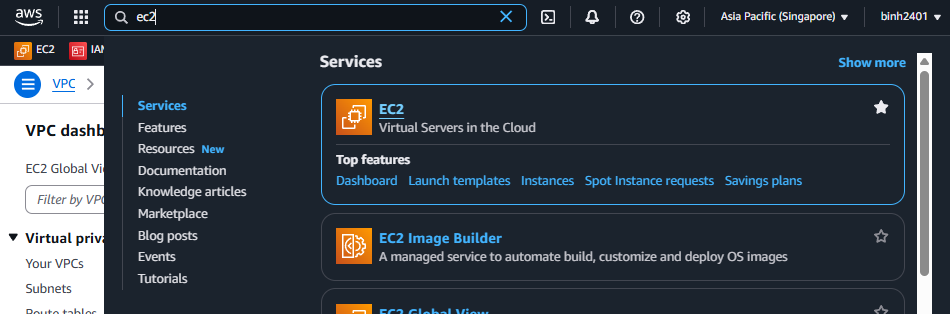 aws
ec2
Asia Pacific (Singapore)
binh2401
EC2
VPC
VPC dashb
EC2 Global Vi
Filter by VPC
Virtual priva
Your VPCs
Subnets
Route tables
Services
Features
Resources New
Documentation
Knowledge articles
Marketplace
Blog posts
Events
Tutorials
Services
Show more
EC2
Virtual Servers in the Cloud
Top features
Dashboard Launch templates Instances Spot Instance requests Savings plans
EC2 Image Builder
A managed service to automate build, customize and deploy OS images
EC2 Global View